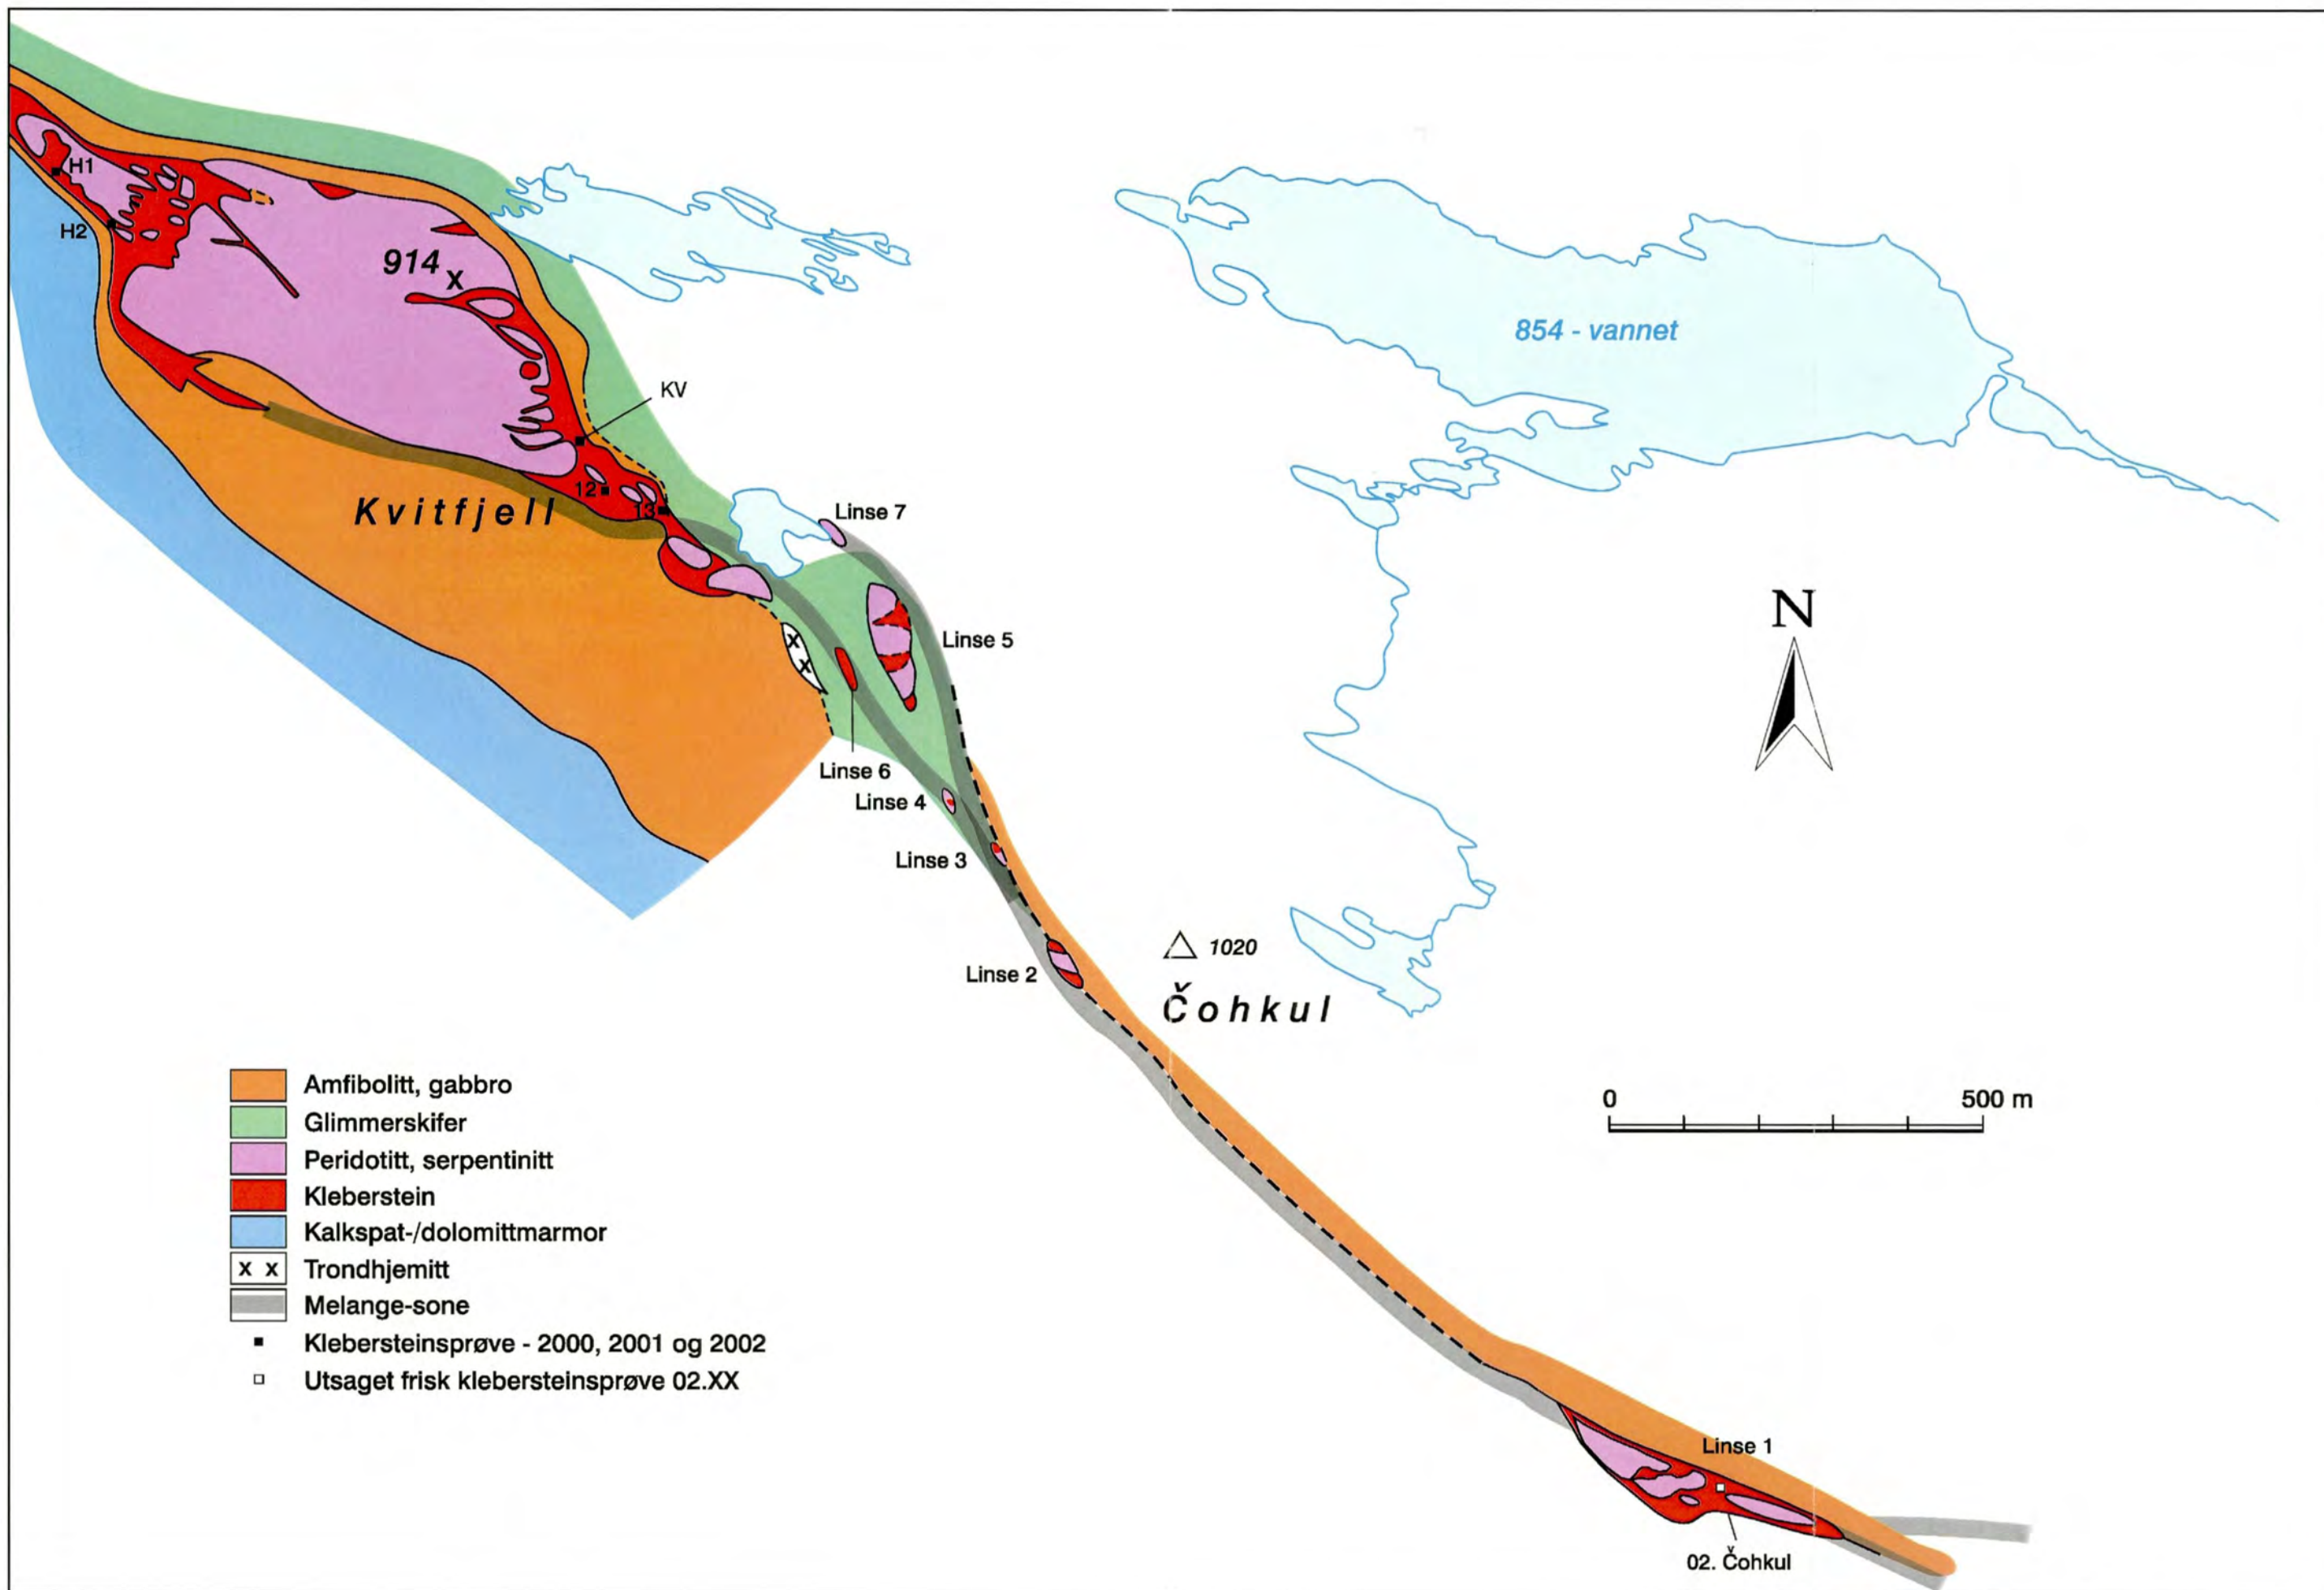 H1
H2
914 x
854 - vannet
KV
12
13
Kvitfjell
Linse 7
N
x
x
Linse 5
Linse 6
Linse 4
Linse 3
1020
Linse 2
Čohkul
Amfibolitt, gabbro
Glimmerskifer
Peridotitt, serpentinitt
Kleberstein
Kalkspat-/dolomittmarmor
x x Trondhjemitt
Melange-sone
Klebersteinsprøve - 2000, 2001 og 2002
Utsaget frisk klebersteinsprøve 02.XX
0 500 m
Linse 1
02. Čohkul